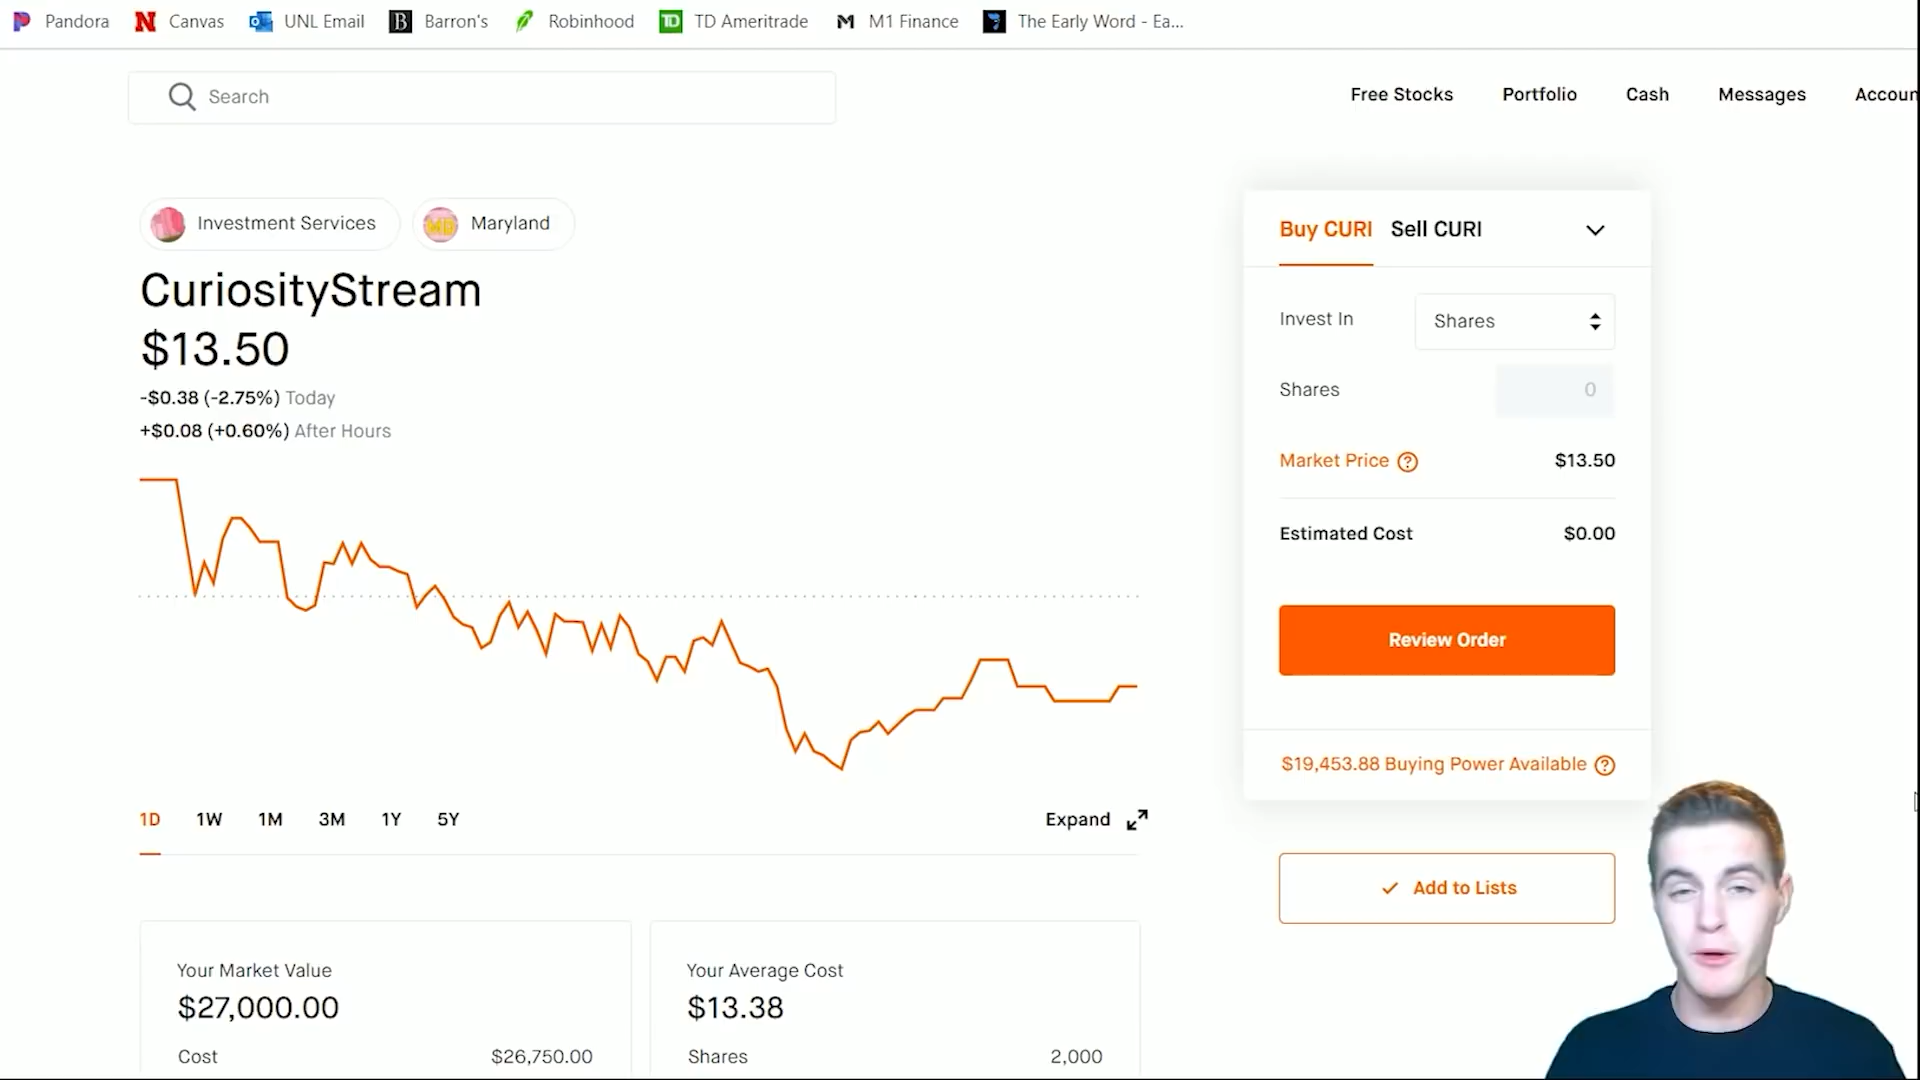 Pandora Canvas UNL Email Barron's Robinhood TD Ameritrade M1 Finance The Early Word - Ea...
Search
Free Stocks Portfolio Cash Messages Accoun
Investment Services Maryland
CuriosityStream
$13.50
-$0.38 (-2.75%) Today
+$0.08 (+0.60%) After Hours
1D 1W 1M 3M 1Y 5Y Expand
Your Market Value
$27,000.00
Cost $26,750.00
Your Average Cost
$13.38
Shares 2,000
Buy CURI Sell CURI
Invest In Shares
Shares 0
Market Price ? $13.50
Estimated Cost $0.00
Review Order
$19,453.88 Buying Power Available ?
Add to Lists